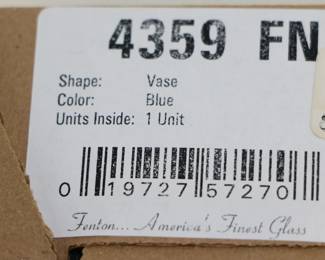 4359 FN
Shape: Vase
Color: Blue
Units Inside: 1 Unit
0 19727 57270
Fenton... America's Finest Glass